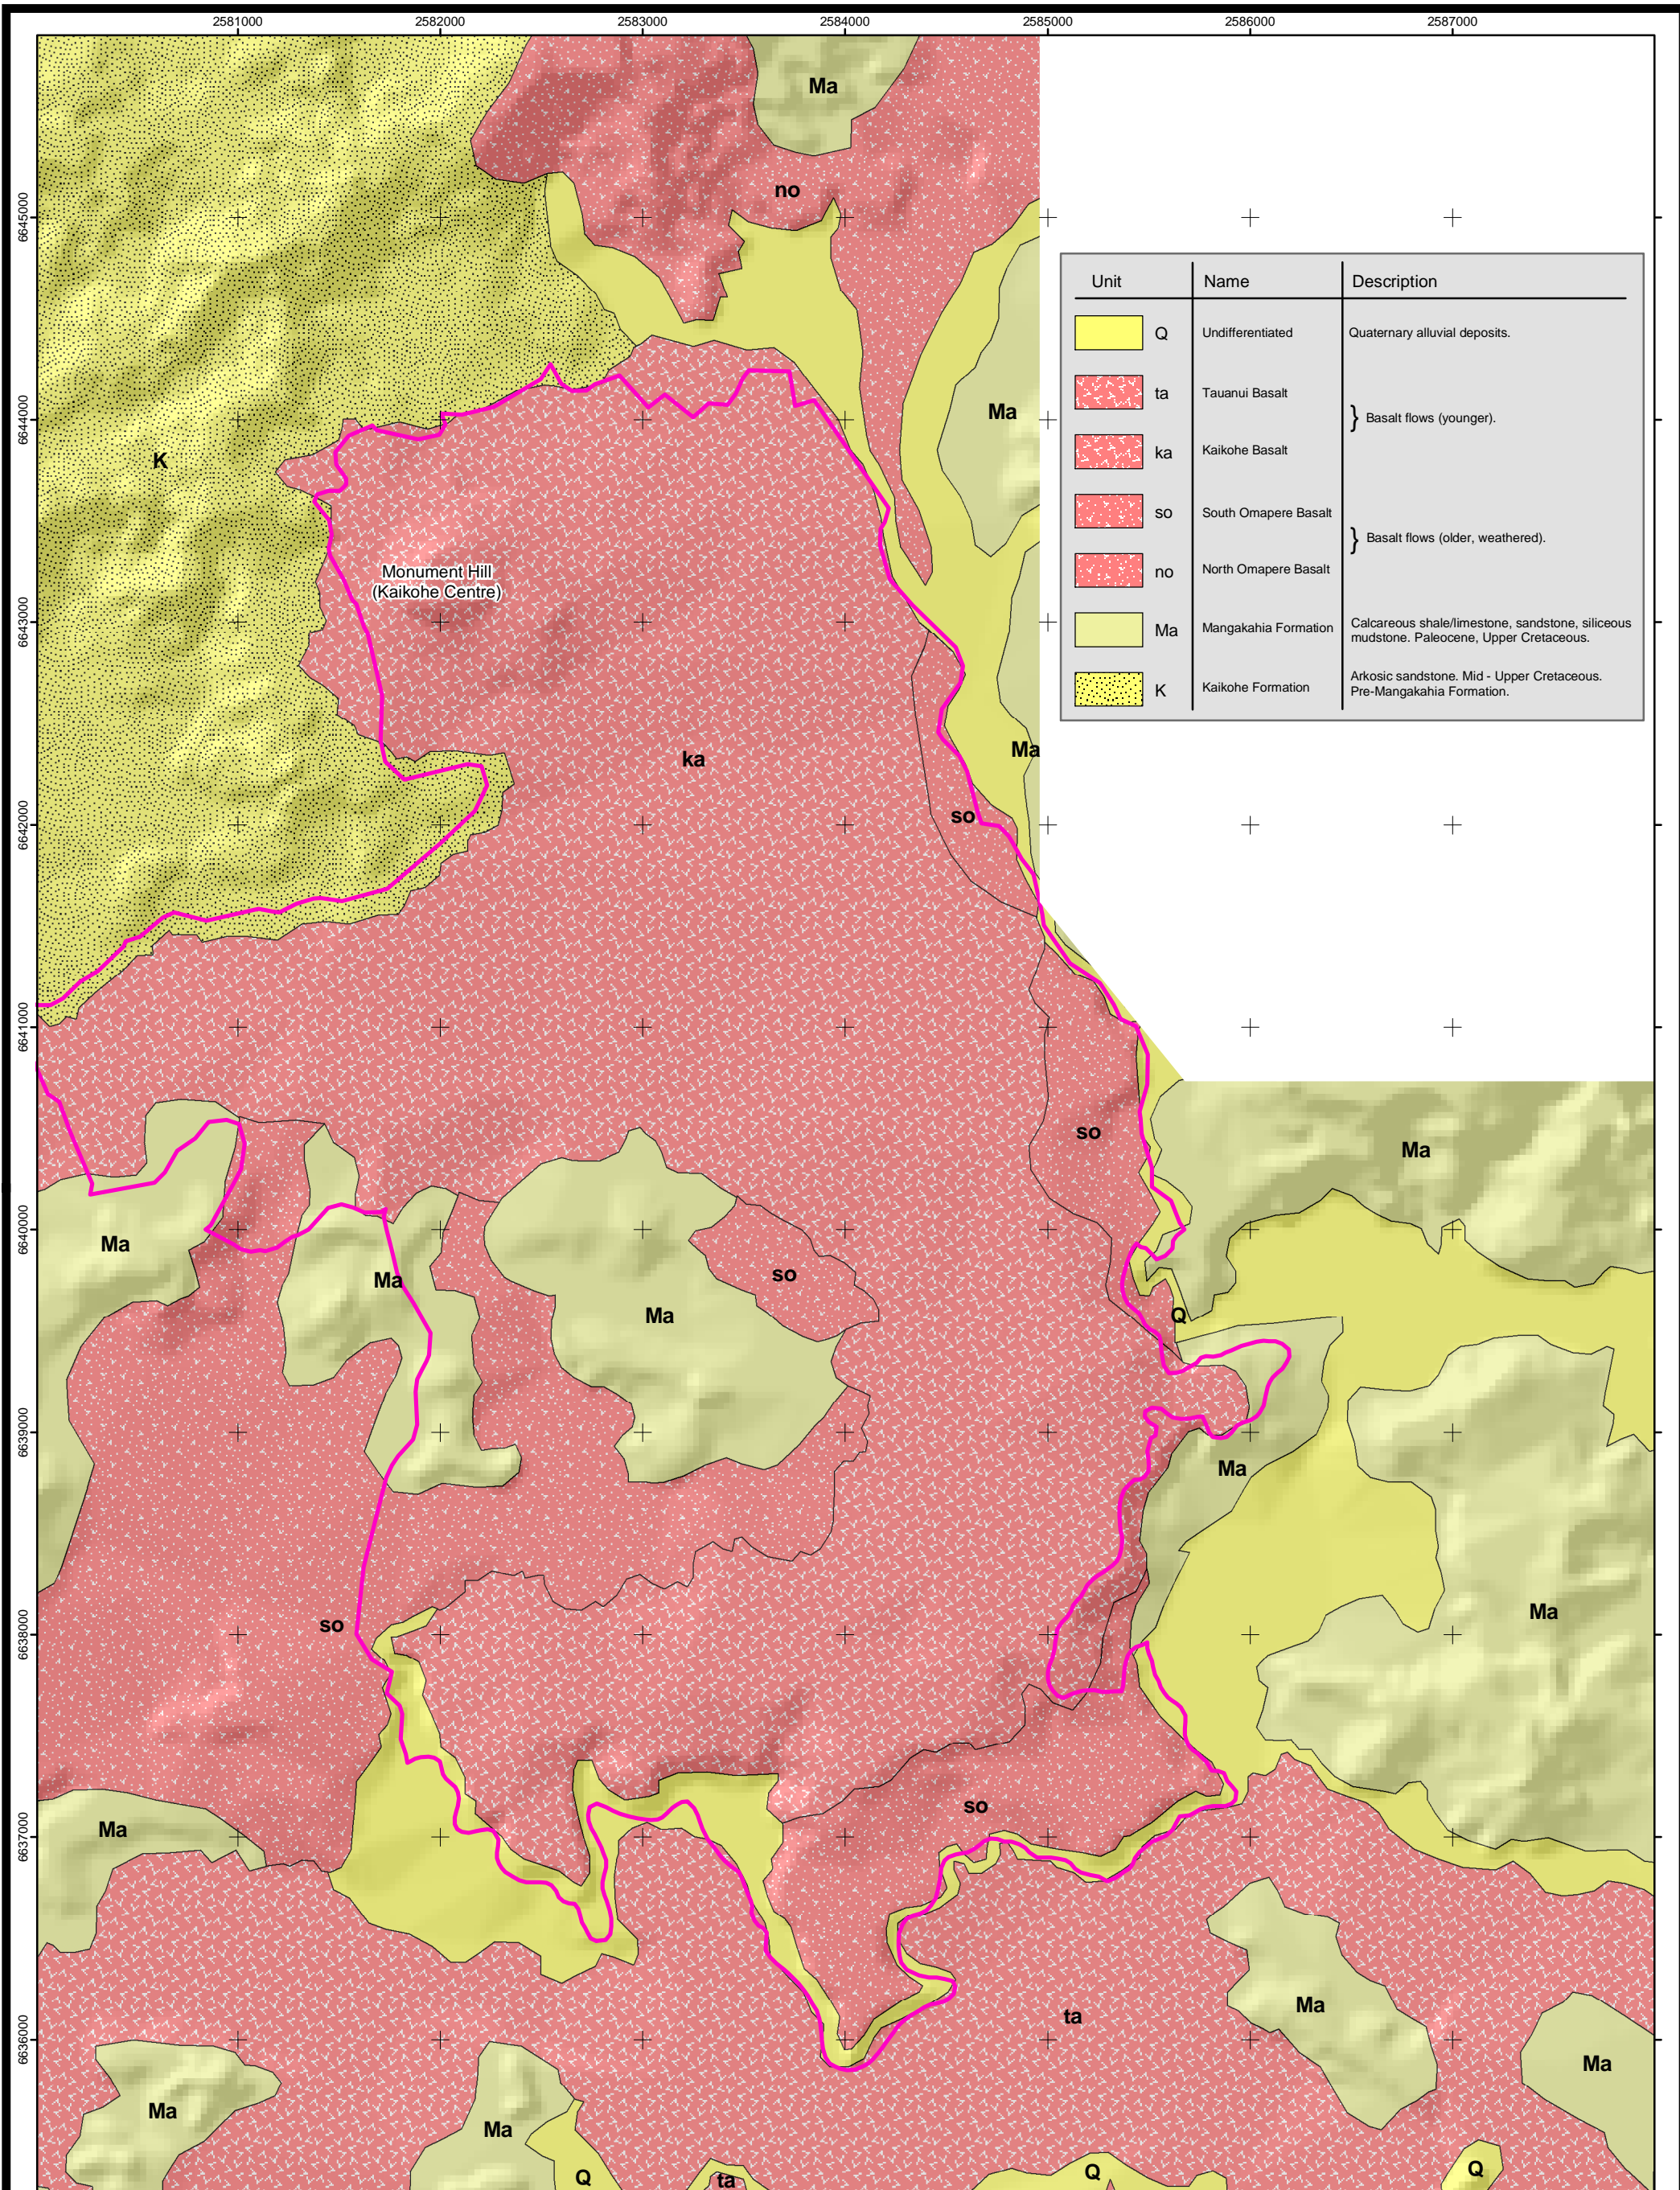 2581000 2582000 2583000 2584000 2585000 2586000 2587000
Ma
no
6645000
Unit Name Description
Q Undifferentiated Quaternary alluvial deposits.
ta Tauanui Basalt
} Basalt flows (younger).
ka Kaikohe Basalt
so South Omapere Basalt
} Basalt flows (older, weathered).
no North Omapere Basalt
Ma Mangakahia Formation Calcareous shale/limestone, sandstone, siliceous
mudstone. Paleocene, Upper Cretaceous.
K Kaikohe Formation Arkosic sandstone. Mid - Upper Cretaceous.
Pre-Mangakahia Formation.
6644000
Ma
K
Monument Hill
(Kaikohe Centre)
6643000
Ma
ka
so
6642000
6641000
so
Ma
6640000
Ma
Ma
so
Ma
Q
6639000
Ma
Ma
so
6638000
so
Ma
6637000
Ma
ta
6636000
Ma
Ma
Ma
Q
ta
Q
Q